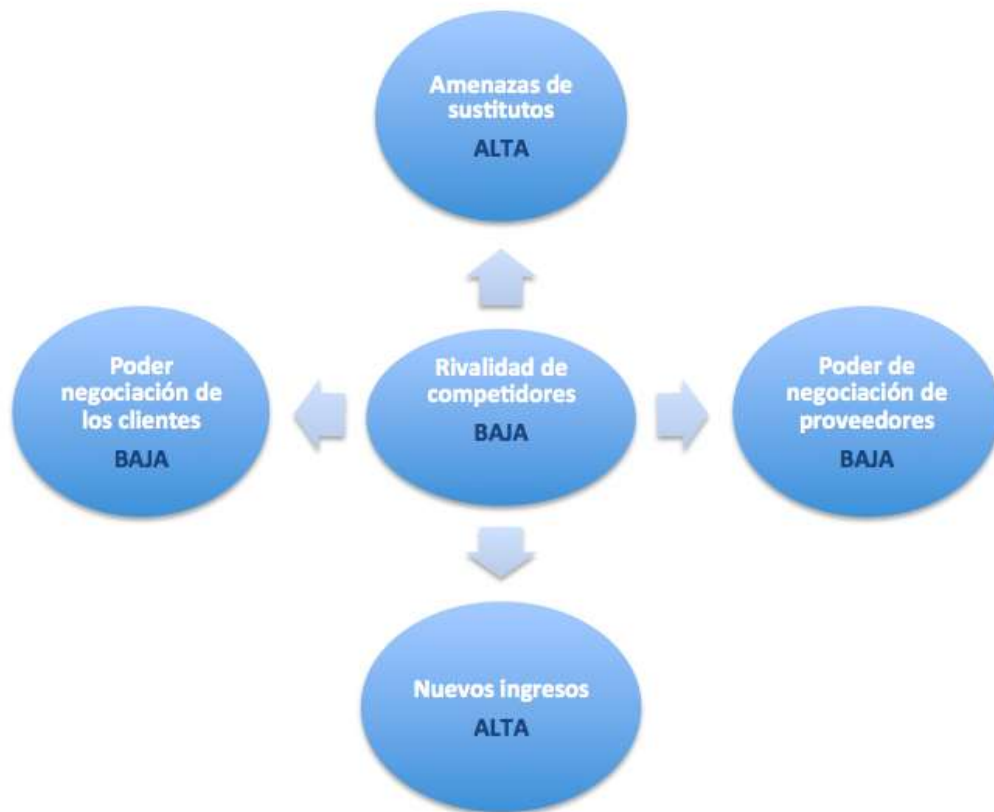 Amenazas de
sustitutos
ALTA
Poder
negociación de
los clientes
BAJA
Rivalidad de
competidores
BAJA
Poder de
negociación de
proveedores
BAJA
Nuevos ingresos
ALTA